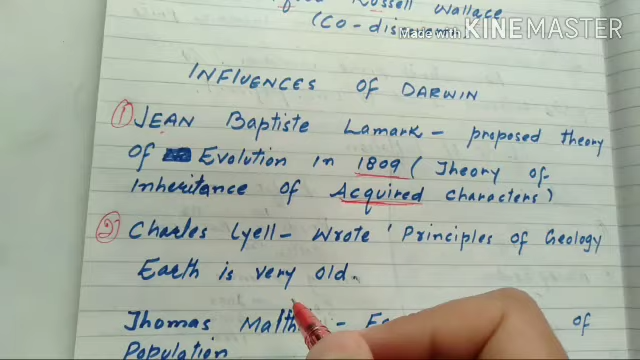 Russell Wallace
(Co-dis
Made with KINEMASTER
INFLUENCES OF DARWIN
① JEAN Baptiste Lamark - proposed theory
of Evolution in 1809 (Theory of
Inheritance of Acquired characters)
② Charles Lyell - Wrote 'Principles of Geology
Earth is very old.
Thomas Malth - Es of
Population